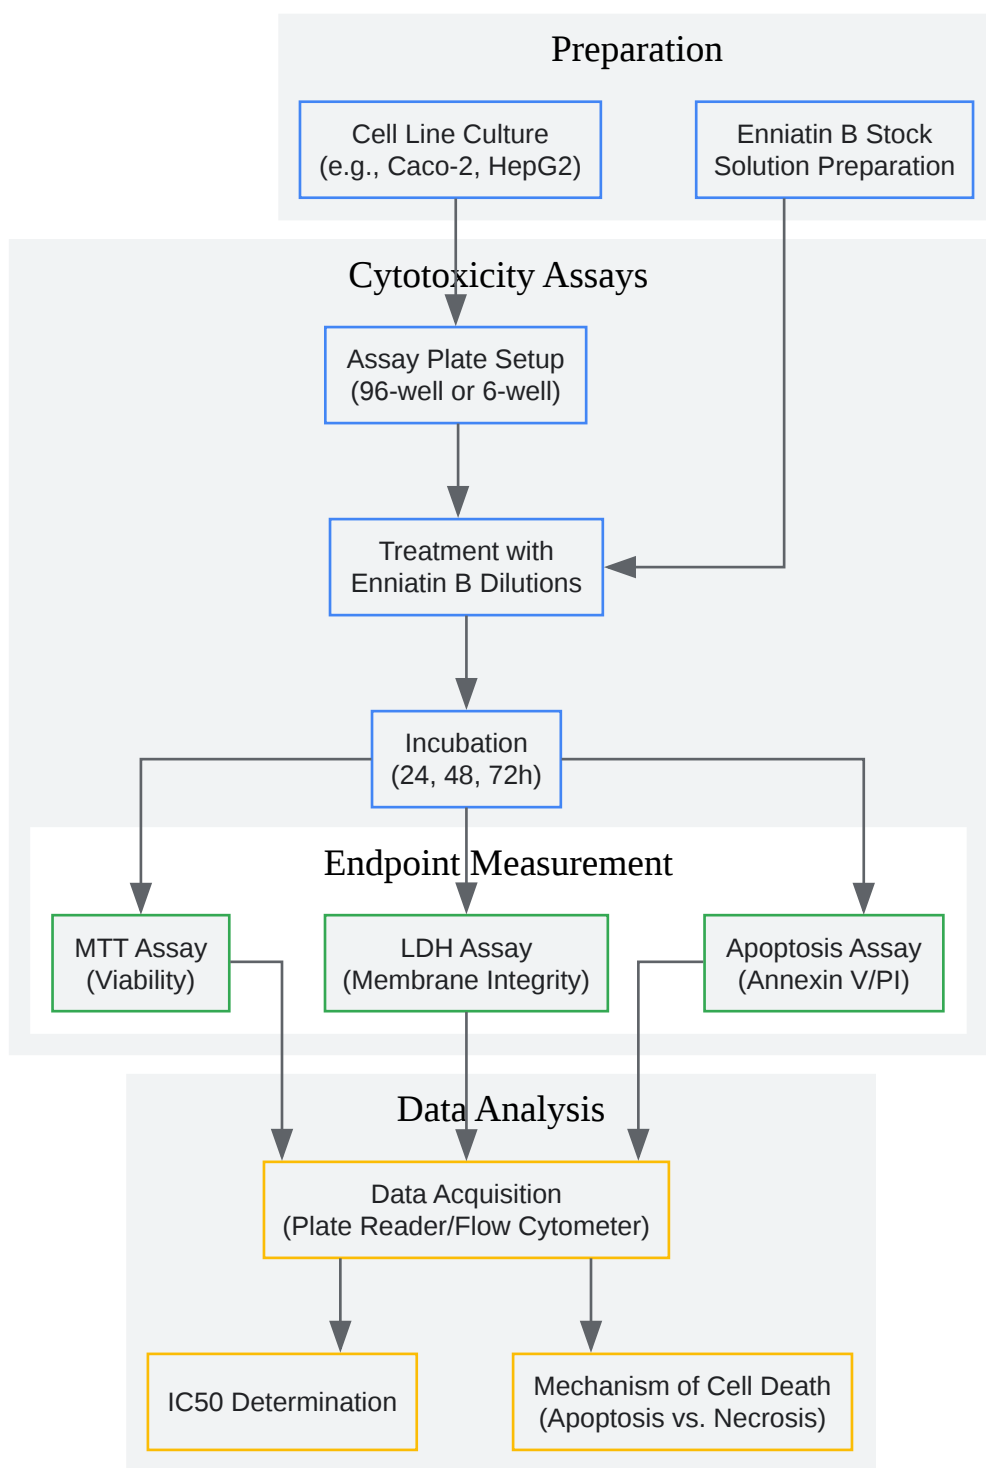 Preparation
Cell Line Culture
(e.g., Caco-2, HepG2)
Enniatin B Stock
Solution Preparation
Cytotoxicity Assays
Assay Plate Setup
(96-well or 6-well)
Treatment with
Enniatin B Dilutions
Incubation
(24, 48, 72h)
Endpoint Measurement
MTT Assay
(Viability)
LDH Assay
(Membrane Integrity)
Apoptosis Assay
(Annexin V/PI)
Data Analysis
Data Acquisition
(Plate Reader/Flow Cytometer)
IC50 Determination
Mechanism of Cell Death
(Apoptosis vs. Necrosis)